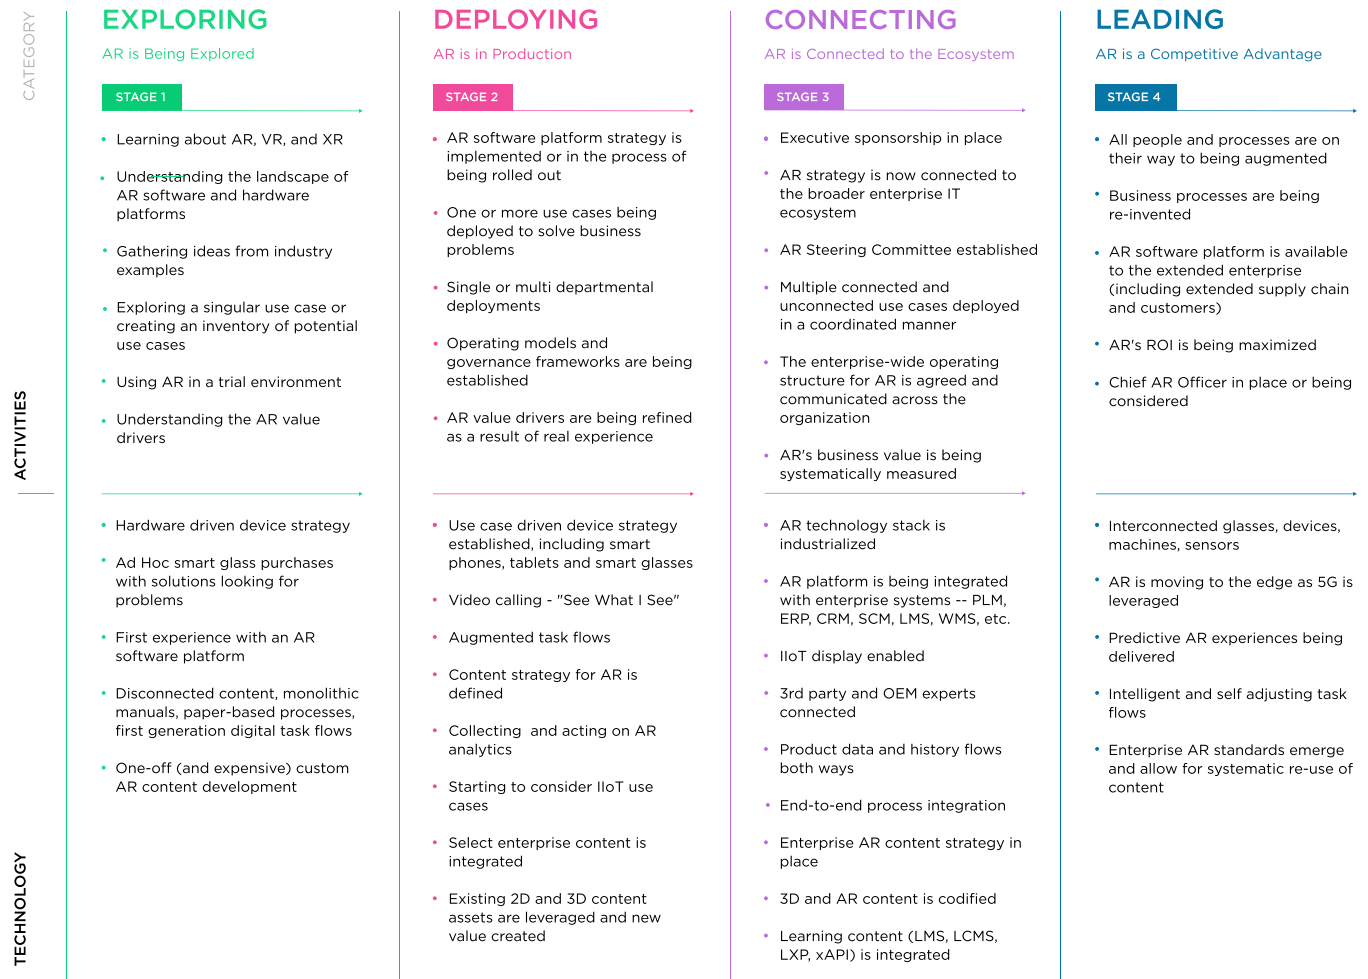 CATEGORY
EXPLORING
AR is Being Explored
STAGE 1
DEPLOYING
AR is in Production
STAGE 2
CONNECTING
AR is Connected to the Ecosystem
STAGE 3
LEADING
AR is a Competitive Advantage
STAGE 4
ACTIVITIES
• Learning about AR, VR, and XR
• Understanding the landscape of
AR software and hardware
platforms
• Gathering ideas from industry
examples
• Exploring a singular use case or
creating an inventory of potential
use cases
• Using AR in a trial environment
• Understanding the AR value
drivers
• AR software platform strategy is
implemented or in the process of
being rolled out
• One or more use cases being
deployed to solve business
problems
• Single or multi departmental
deployments
• Operating models and
governance frameworks are being
established
• AR value drivers are being refined
as a result of real experience
• Executive sponsorship in place
• AR strategy is now connected to
the broader enterprise IT
ecosystem
• AR Steering Committee established
• Multiple connected and
unconnected use cases deployed
in a coordinated manner
• The enterprise-wide operating
structure for AR is agreed and
communicated across the
organization
• AR's business value is being
systematically measured
• All people and processes are on
their way to being augmented
• Business processes are being
re-invented
• AR software platform is available
to the extended enterprise
(including extended supply chain
and customers)
• AR's ROI is being maximized
• Chief AR Officer in place or being
considered
TECHNOLOGY
• Hardware driven device strategy
• Ad Hoc smart glass purchases
with solutions looking for
problems
• First experience with an AR
software platform
• Disconnected content, monolithic
manuals, paper-based processes,
first generation digital task flows
• One-off (and expensive) custom
AR content development
• Use case driven device strategy
established, including smart
phones, tablets and smart glasses
• Video calling - "See What I See"
• Augmented task flows
• Content strategy for AR is
defined
• Collecting  and acting on AR
analytics
• Starting to consider IIoT use
cases
• Select enterprise content is
integrated
• Existing 2D and 3D content
assets are leveraged and new
value created
• AR technology stack is
industrialized
• AR platform is being integrated
with enterprise systems -- PLM,
ERP, CRM, SCM, LMS, WMS, etc.
• IIoT display enabled
• 3rd party and OEM experts
connected
• Product data and history flows
both ways
• End-to-end process integration
• Enterprise AR content strategy in
place
• 3D and AR content is codified
• Learning content (LMS, LCMS,
LXP, xAPI) is integrated
• Interconnected glasses, devices,
machines, sensors
• AR is moving to the edge as 5G is
leveraged
• Predictive AR experiences being
delivered
• Intelligent and self adjusting task
flows
• Enterprise AR standards emerge
and allow for systematic re-use of
content